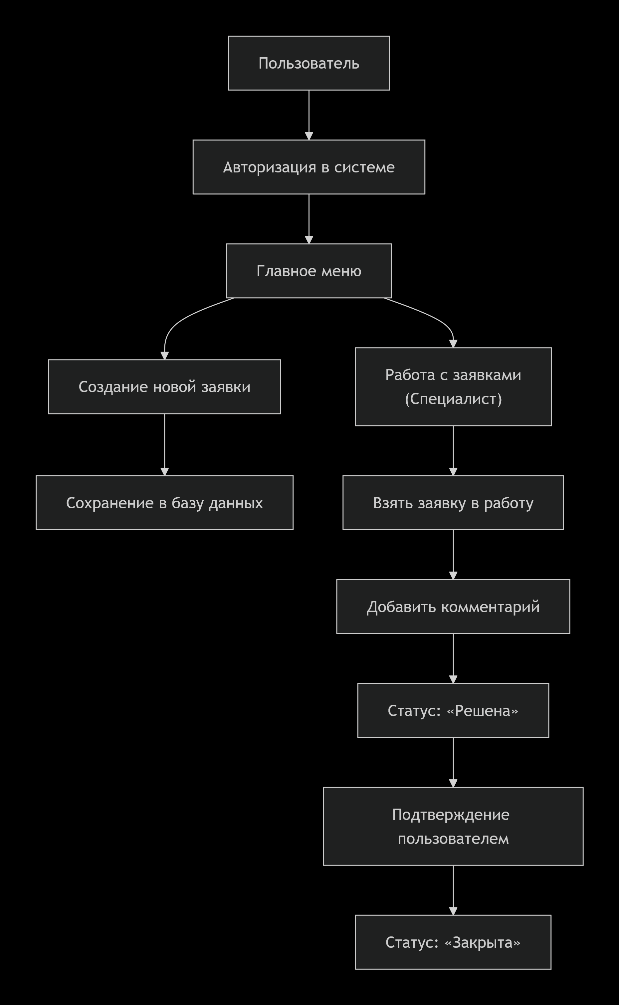 Пользователь
Авторизация в системе
Главное меню
Создание новой заявки
Работа с заявками
(Специалист)
Сохранение в базу данных
Взять заявку в работу
Добавить комментарий
Статус: «Решена»
Подтверждение
пользователем
Статус: «Закрыта»